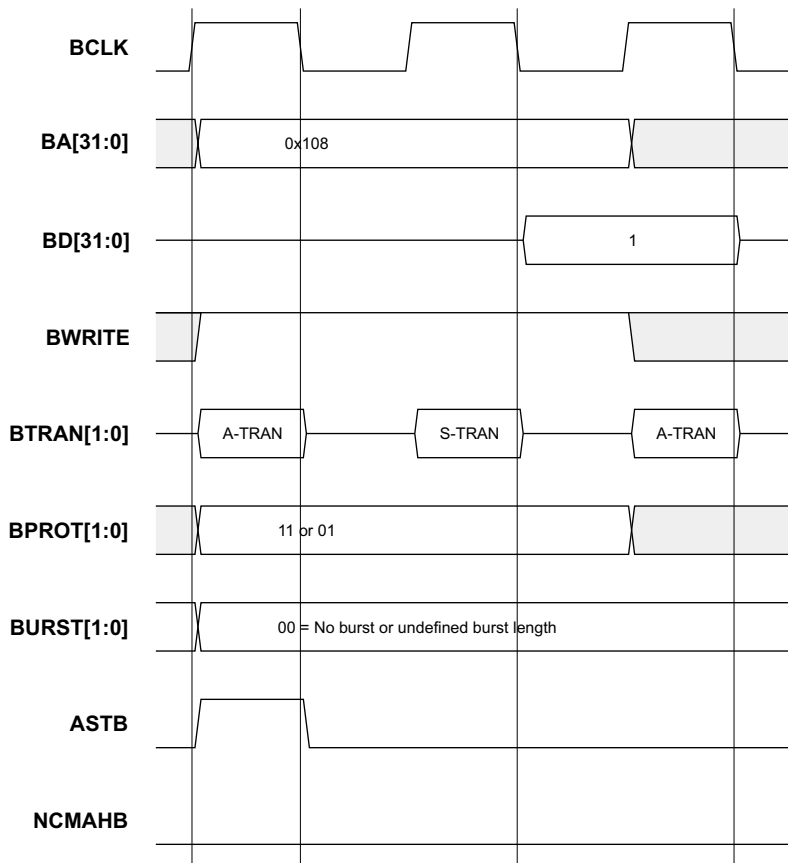 BCLK
BA[31:0]
0x108
BD[31:0]
1
BWRITE
BTRAN[1:0]
A-TRAN
S-TRAN
A-TRAN
BPROT[1:0]
11 or 01
BURST[1:0]
00 = No burst or undefined burst length
ASTB
NCMAHB